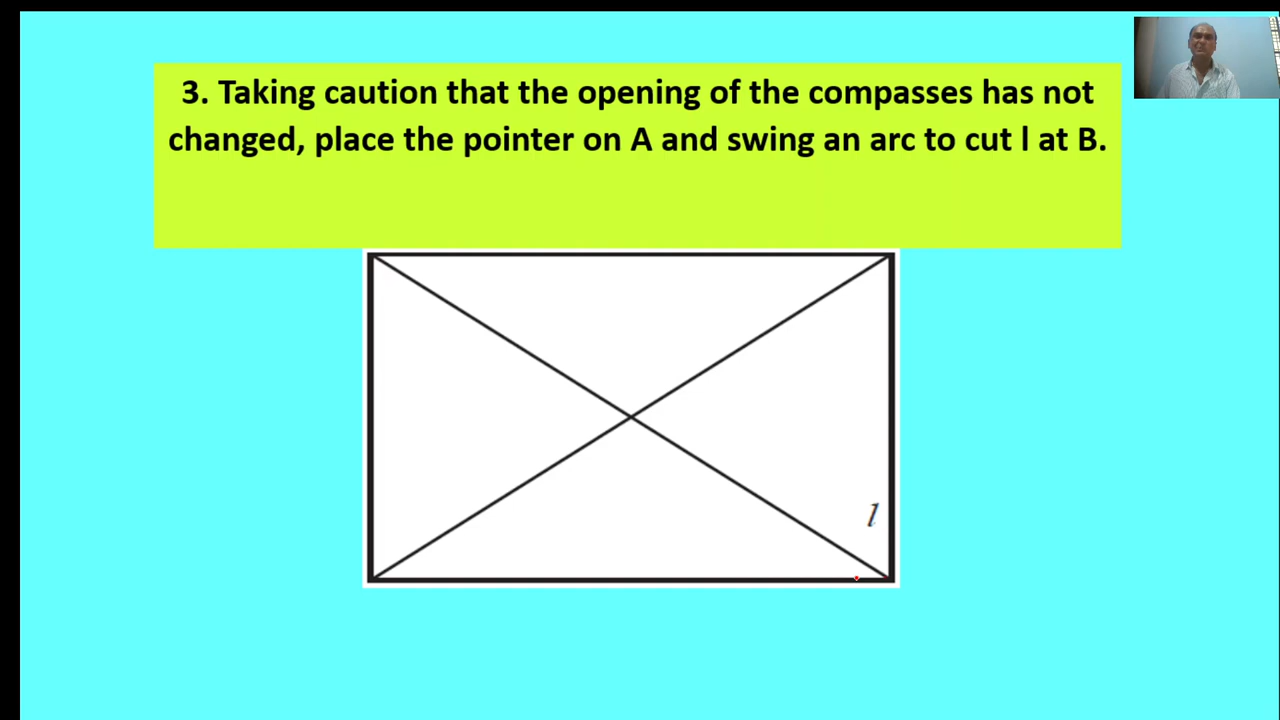 3. Taking caution that the opening of the compasses has not
changed, place the pointer on A and swing an arc to cut l at B.
l